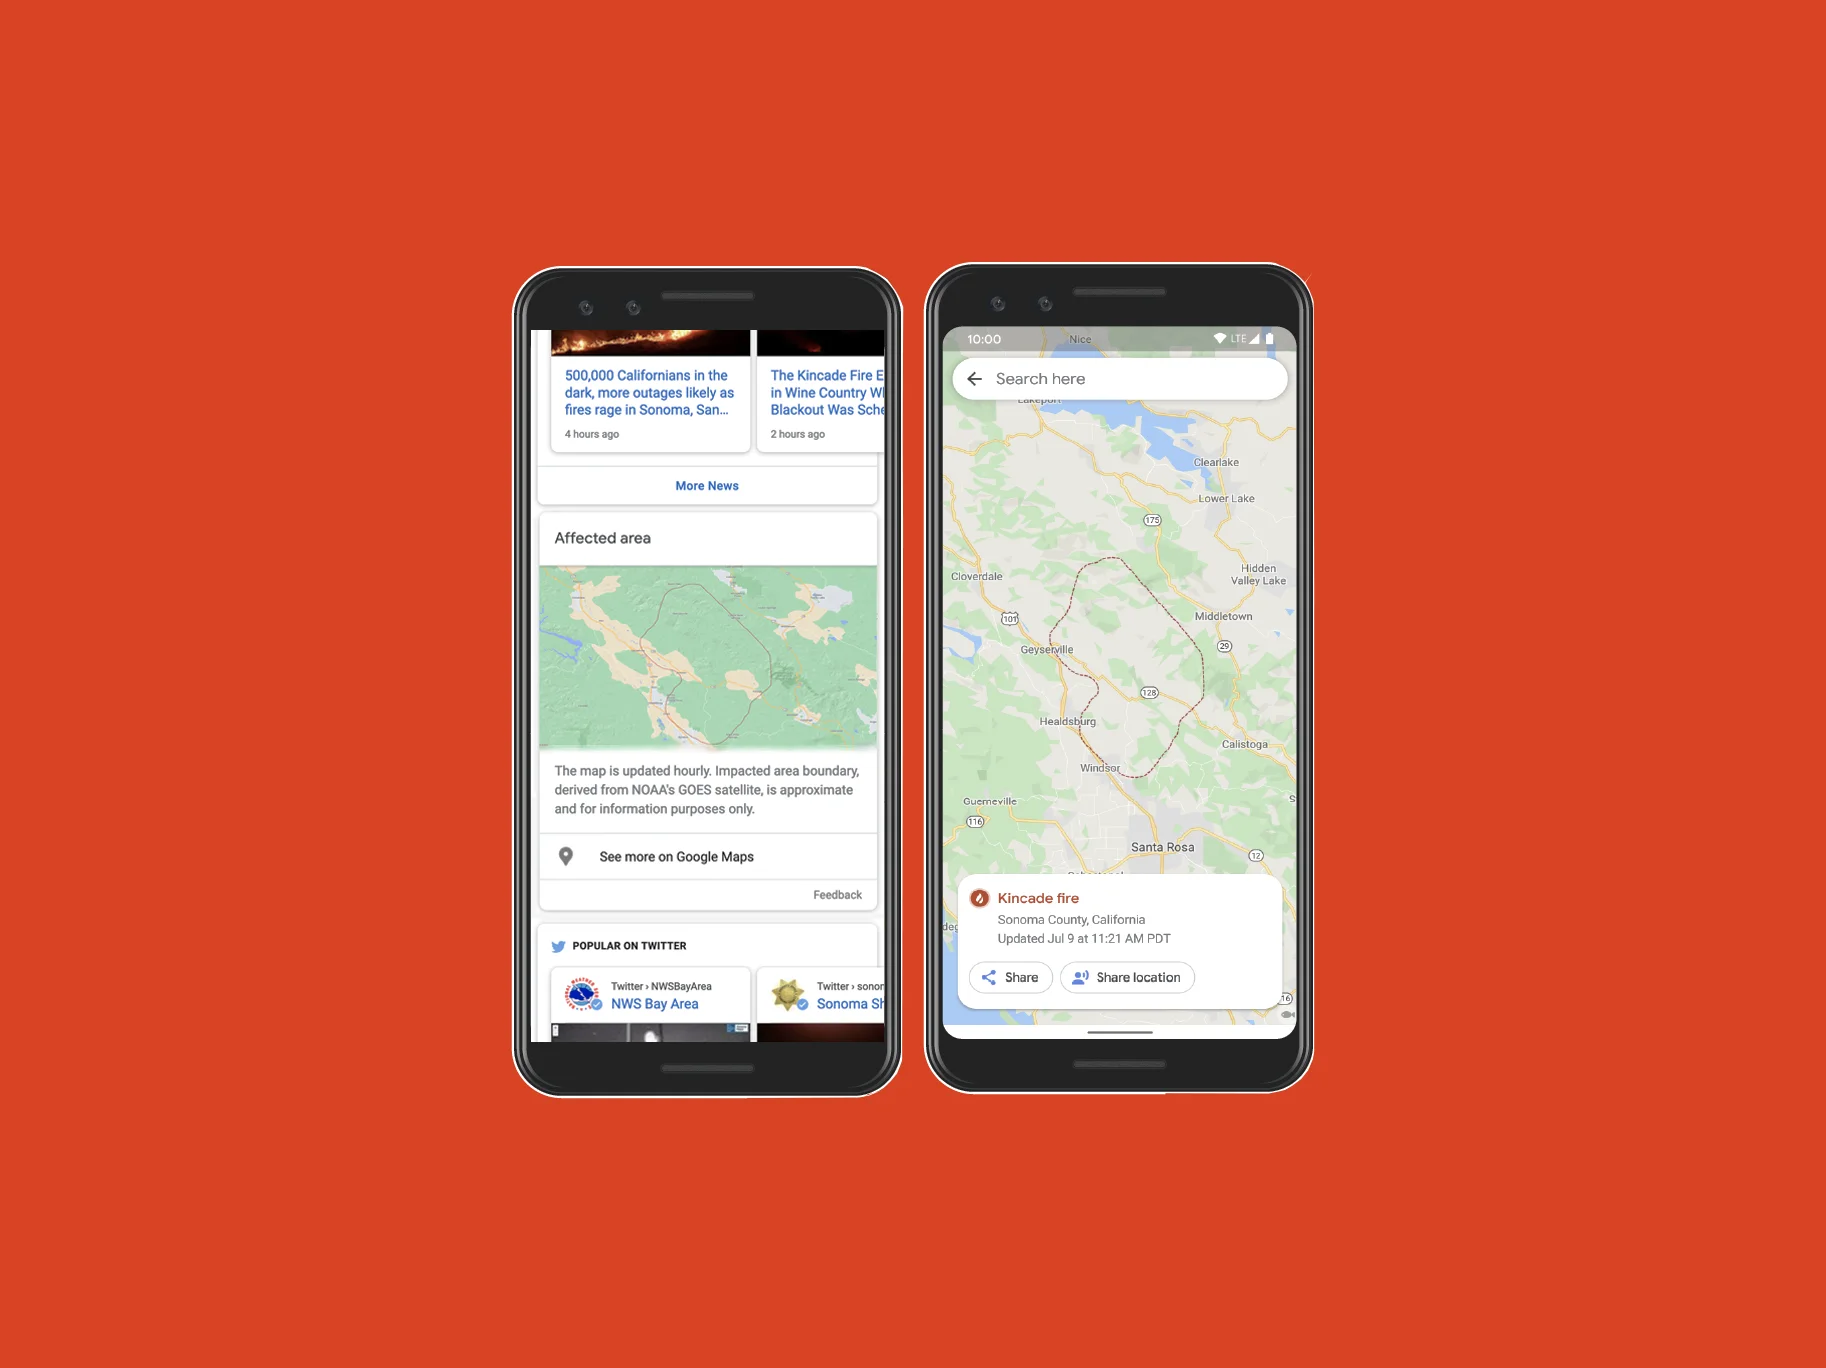 500,000 Californians in the
dark, more outages likely as
fires rage in Sonoma, San...
4 hours ago
The Kincade Fire E
in Wine Country W
Blackout Was Sche
2 hours ago
More News
Affected area
The map is updated hourly. Impacted area boundary,
derived from NOAA's GOES satellite, is approximate
and for information purposes only.
See more on Google Maps
Feedback
POPULAR ON TWITTER
Twitter › NWSBayArea
NWS Bay Area
Twitter › sonor
Sonoma Sh
10:00
LTE
Nice
Search here
Lakeport
Clearlake
Lower Lake
175
Cloverdale
Hidden
Valley Lake
101
Middletown
Geyserville
29
128
Healdsburg
Calistoga
Windsor
Guerneville
116
Santa Rosa
12
Kincade fire
Sonoma County, California
Updated Jul 9 at 11:21 AM PDT
Share
Share location